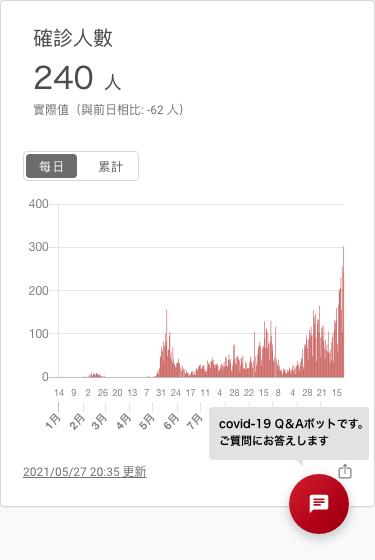 確診人數
240 人
實際值（與前日相比: -62 人）
每日 累計
400
300
200
100
0
14 9 2 26 20 13 7 31 24 17 11 4 28 22 15 8 4 28 21 15
1月 2月 3月 4月 5月 6月 7月
covid-19 Q&Aボットです。
ご質問にお答えします
2021/05/27 20:35 更新